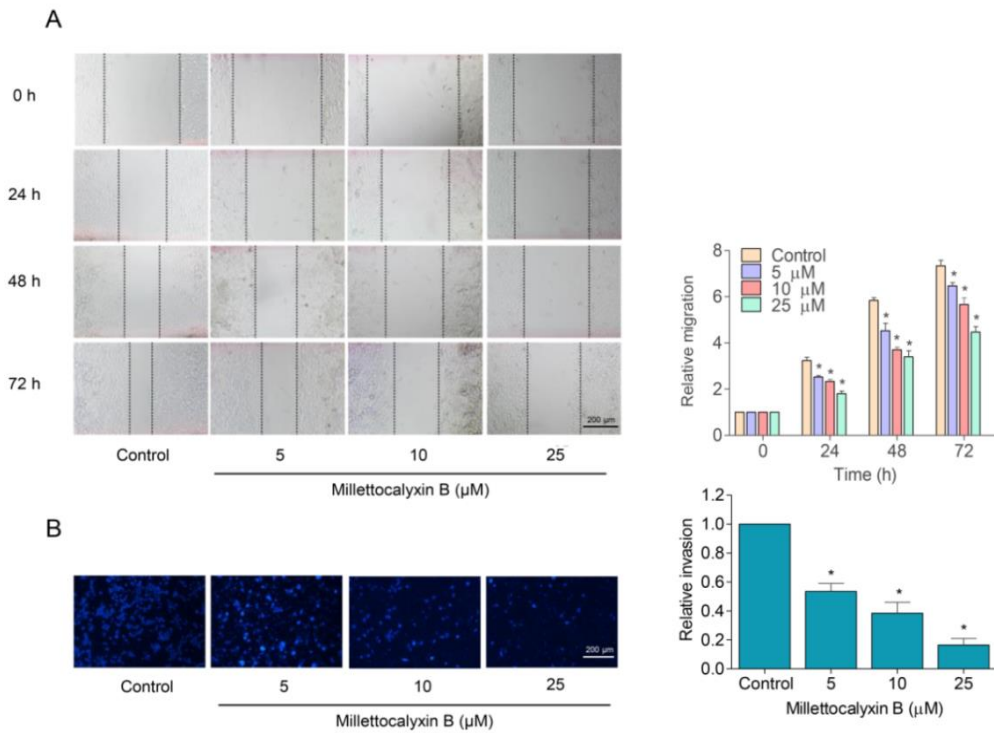 A
0 h
24 h
48 h
72 h
200 µm
Control
5
10
25
Millettocalyxin B (µM)
Relative migration
8
6
4
2
0
Control
5 µM
10 µM
25 µM
* * *
* * *
* * *
0
24
48
72
Time (h)
B
200 µm
Control
5
10
25
Millettocalyxin B (µM)
Relative invasion
1.2
1.0
0.8
0.6
0.4
0.2
0.0
*
*
*
Control
5
10
25
Millettocalyxin B (µM)